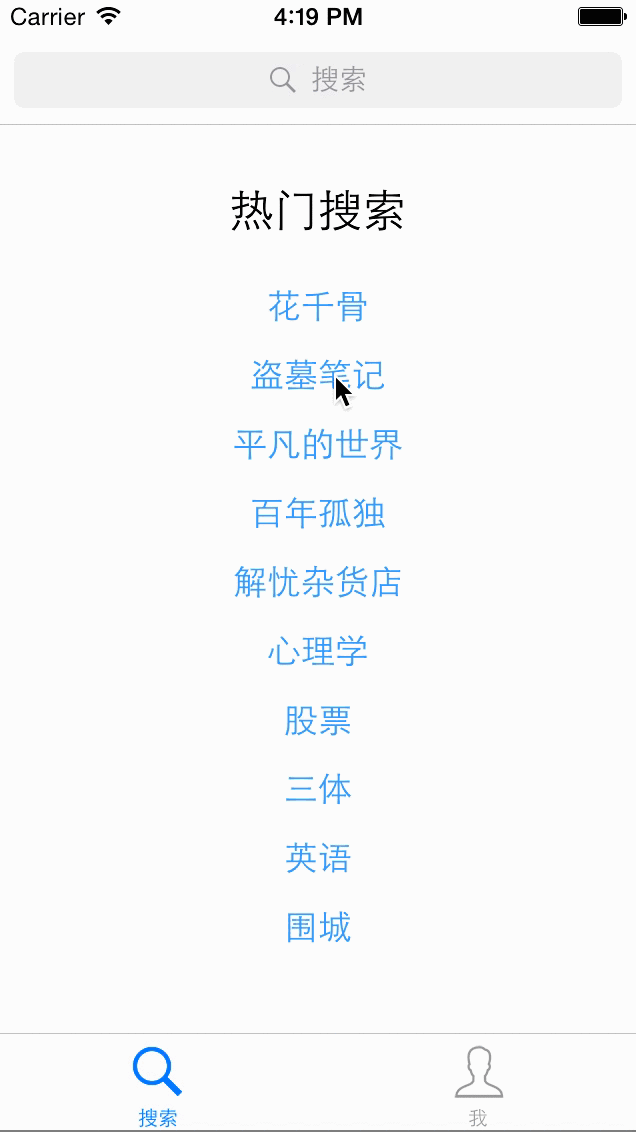 Carrier 4:19 PM
搜索
热门搜索
花千骨
盗墓笔记
平凡的世界
百年孤独
解忧杂货店
心理学
股票
三体
英语
围城
搜索 我